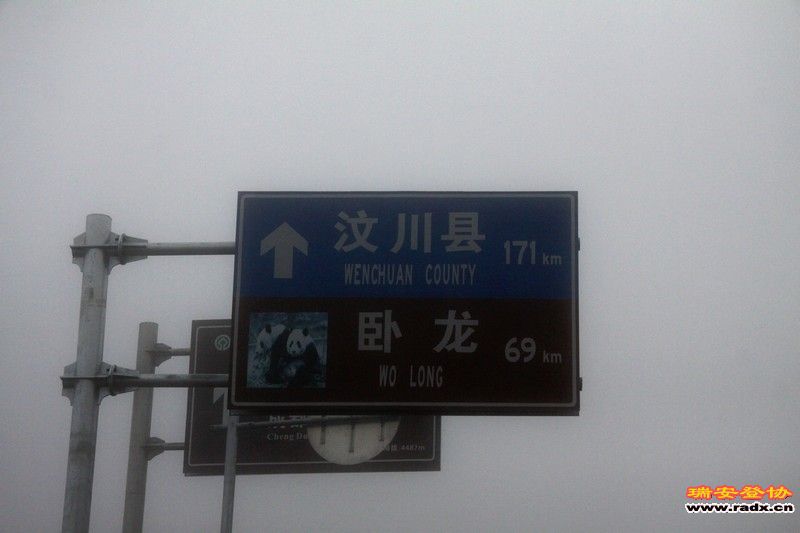 汶川县 171 km
WENCHUAN COUNTY
卧龙 69 km
WO LONG
Cheng Du
4487m
瑞安登协
www.radx.cn